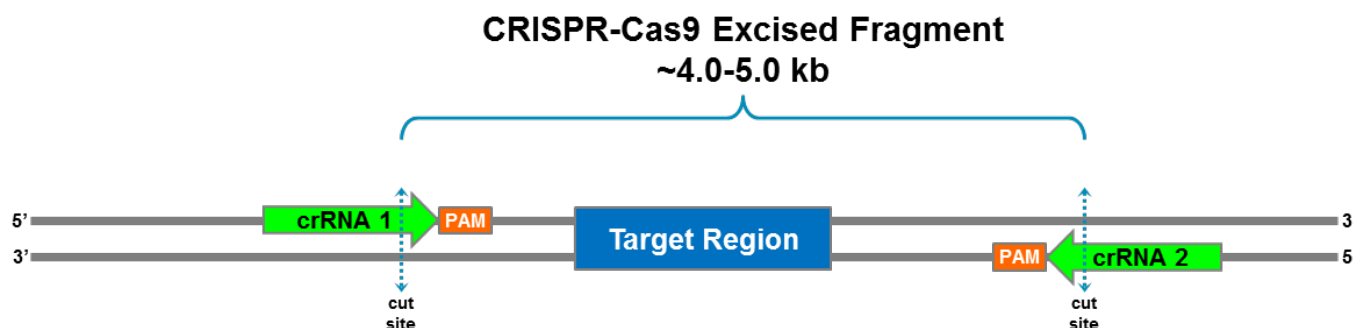 CRISPR-Cas9 Excised Fragment
~4.0-5.0 kb
5’ crRNA 1 PAM Target Region 3
3’ PAM crRNA 2 5
cut site
cut site